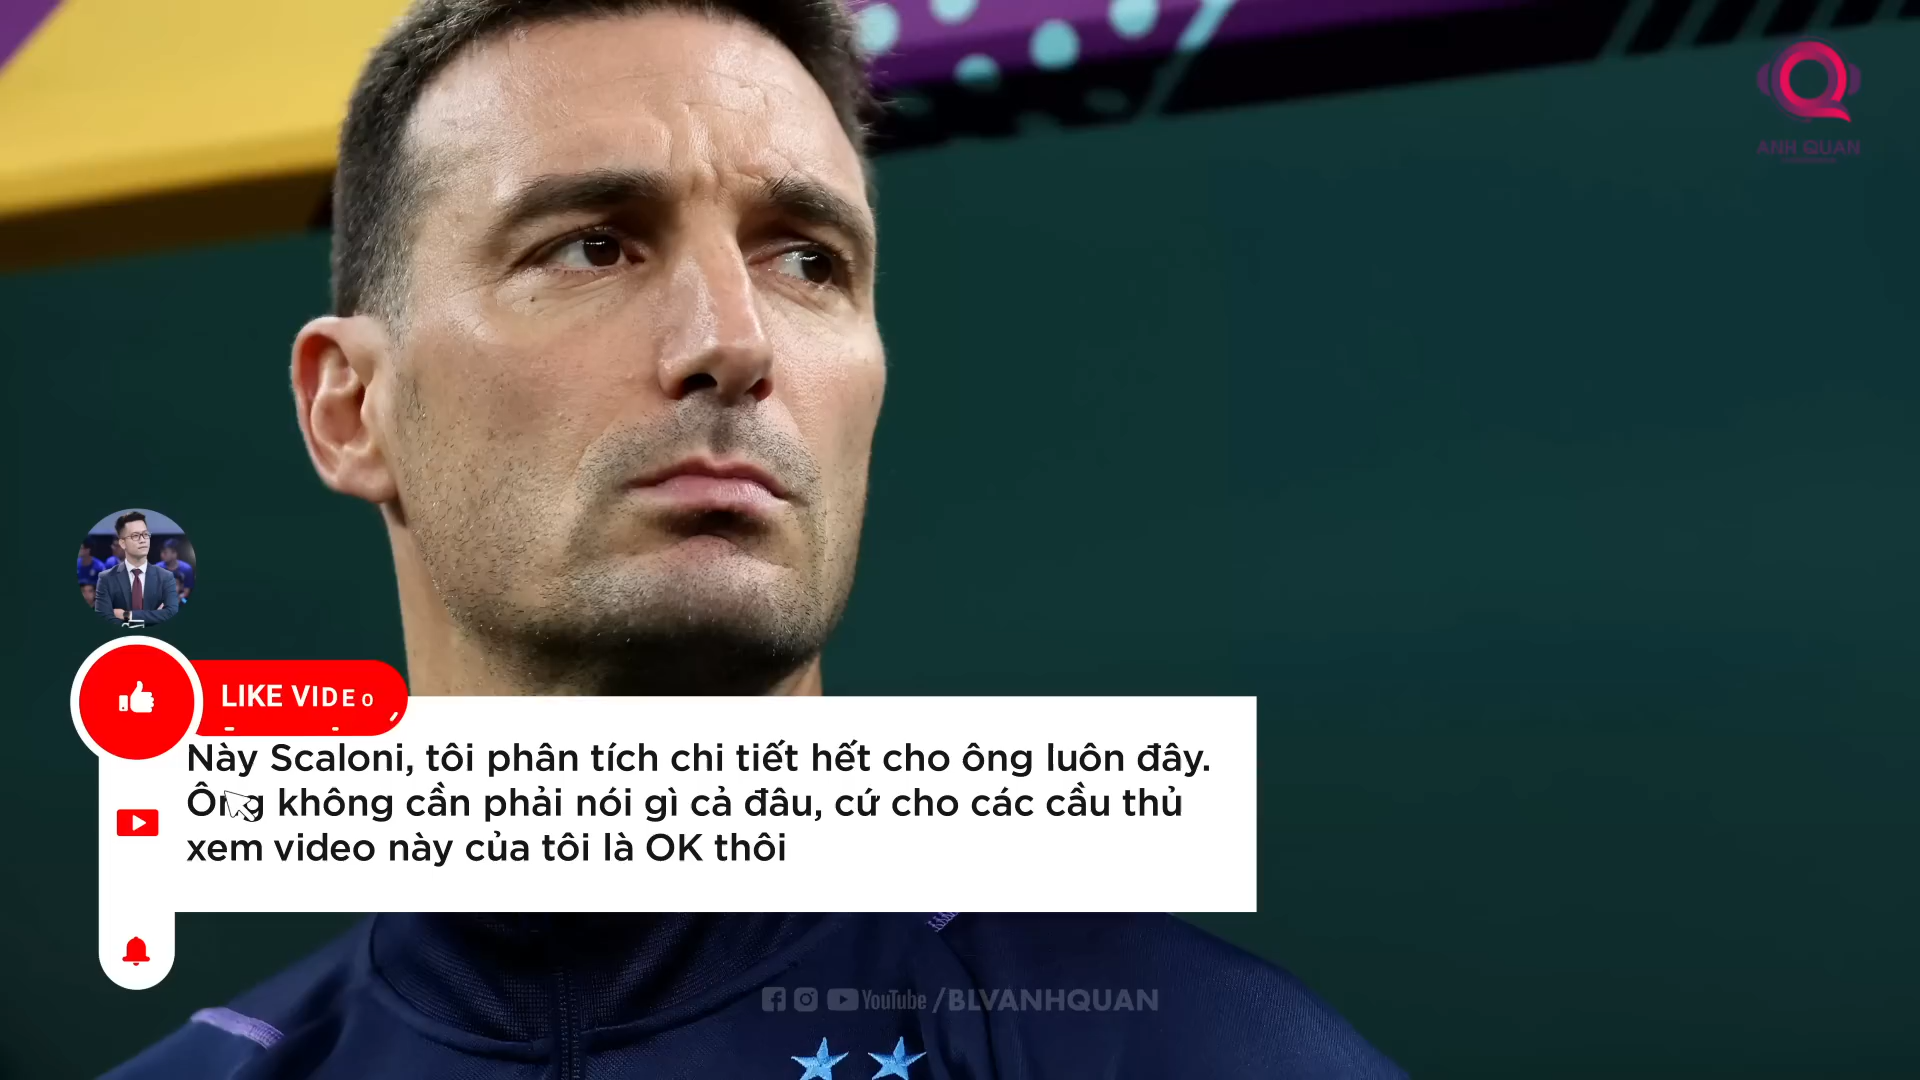 ANH QUAN
LIKE VIDEO
Này Scaloni, tôi phân tích chi tiết hết cho ông luôn đây.
Ông không cần phải nói gì cả đâu, cứ cho các cầu thủ
xem video này của tôi là OK thôi
YouTube /BLVANHQUAN